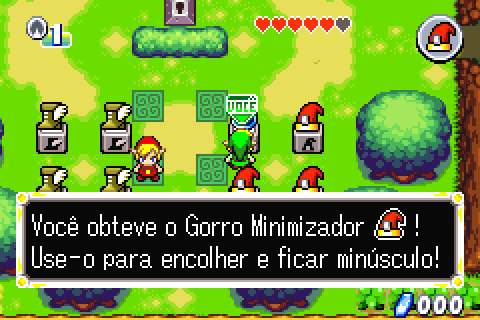 1
VOCÊ
Você obteve o Gorro Minimizador !
Use-o para encolher e ficar minúsculo!
000